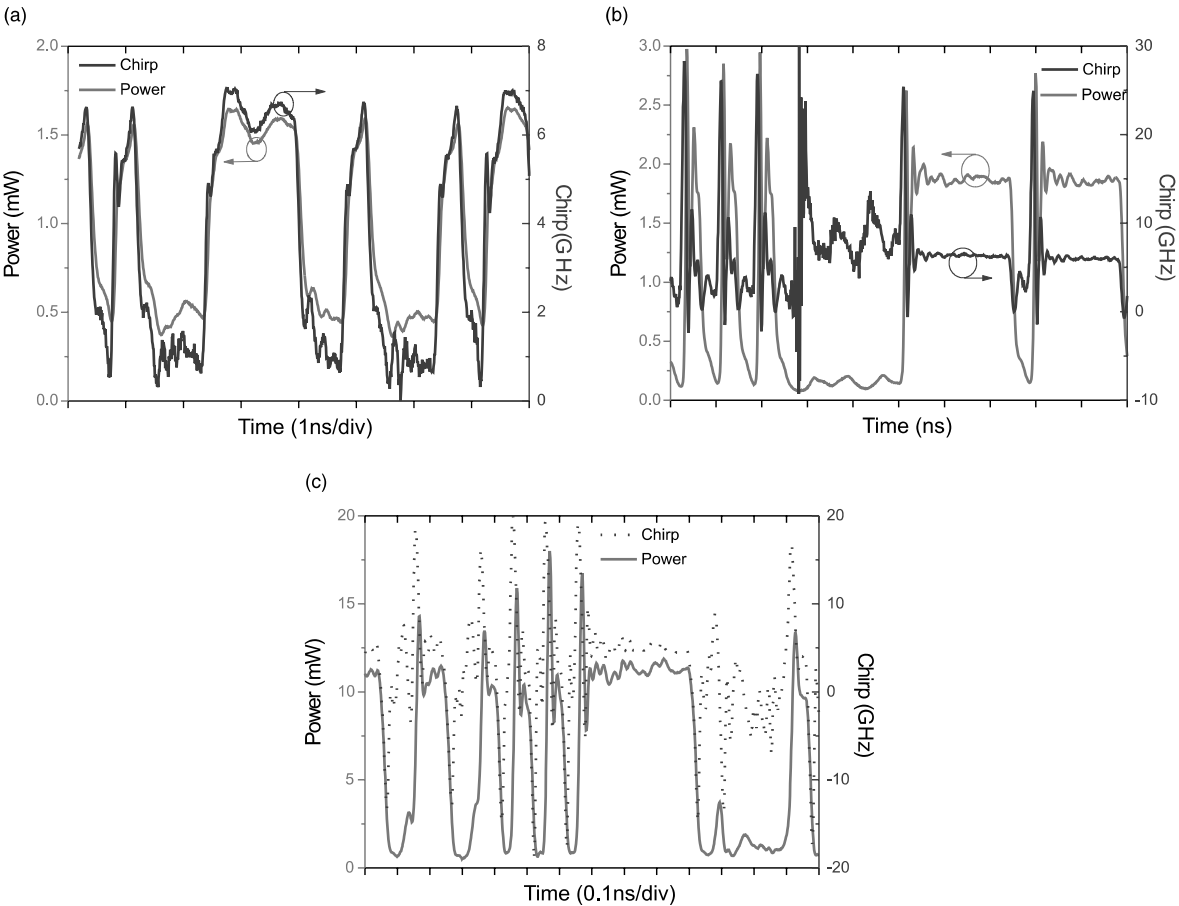 (a)
2.0
1.5
1.0
0.5
0.0
Power (mW)
Chirp
Power
8
6
4
2
0
Chirp(G Hz)
Time (1ns/div)
(b)
3.0
2.5
2.0
1.5
1.0
0.5
0.0
Power (mW)
Chirp
Power
30
20
10
0
-10
Chirp (GHz)
Time (ns)
(c)
20
15
10
5
0
Power (mW)
Chirp
Power
20
10
0
-10
-20
Chirp (GHz)
Time (0.1ns/div)